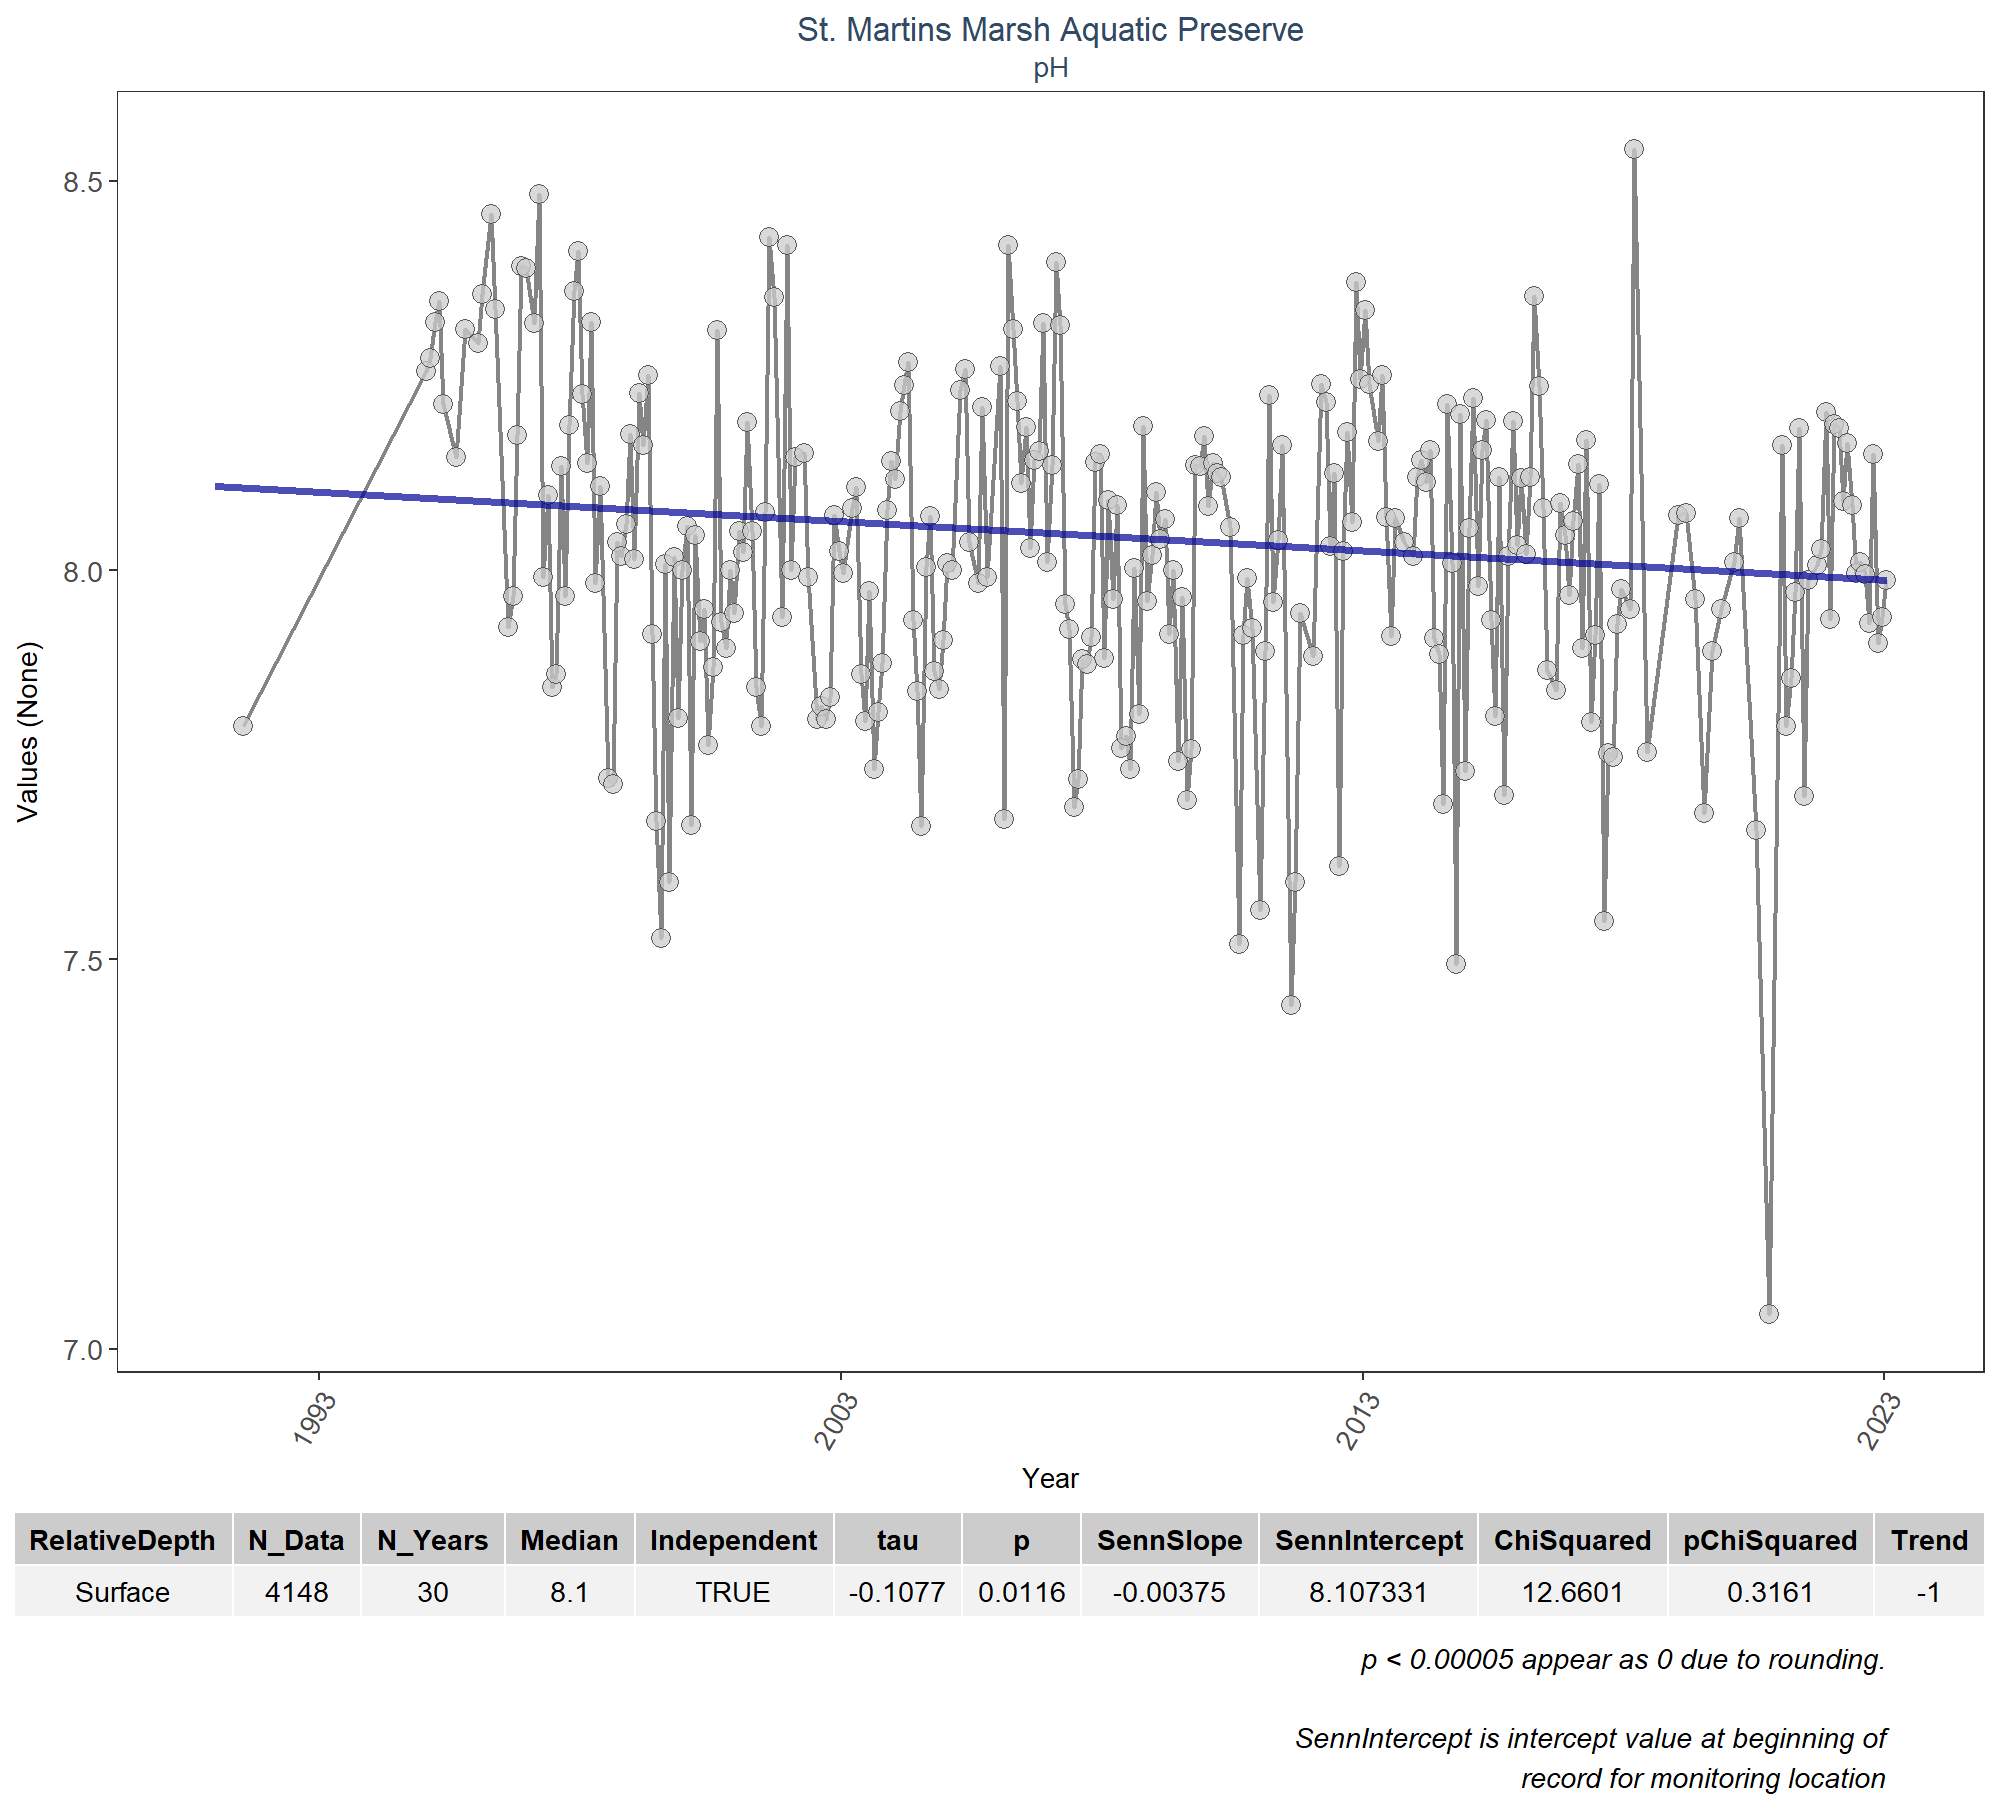 St. Martins Marsh Aquatic Preserve
pH
8.5
8.0
7.5
7.0
Values (None)
1993
2003
2013
2023
Year
RelativeDepth N_Data N_Years Median Independent tau p SennSlope SennIntercept ChiSquared pChiSquared Trend
Surface 4148 30 8.1 TRUE -0.1077 0.0116 -0.00375 8.107331 12.6601 0.3161 -1
p < 0.00005 appear as 0 due to rounding.
SennIntercept is intercept value at beginning of
record for monitoring location